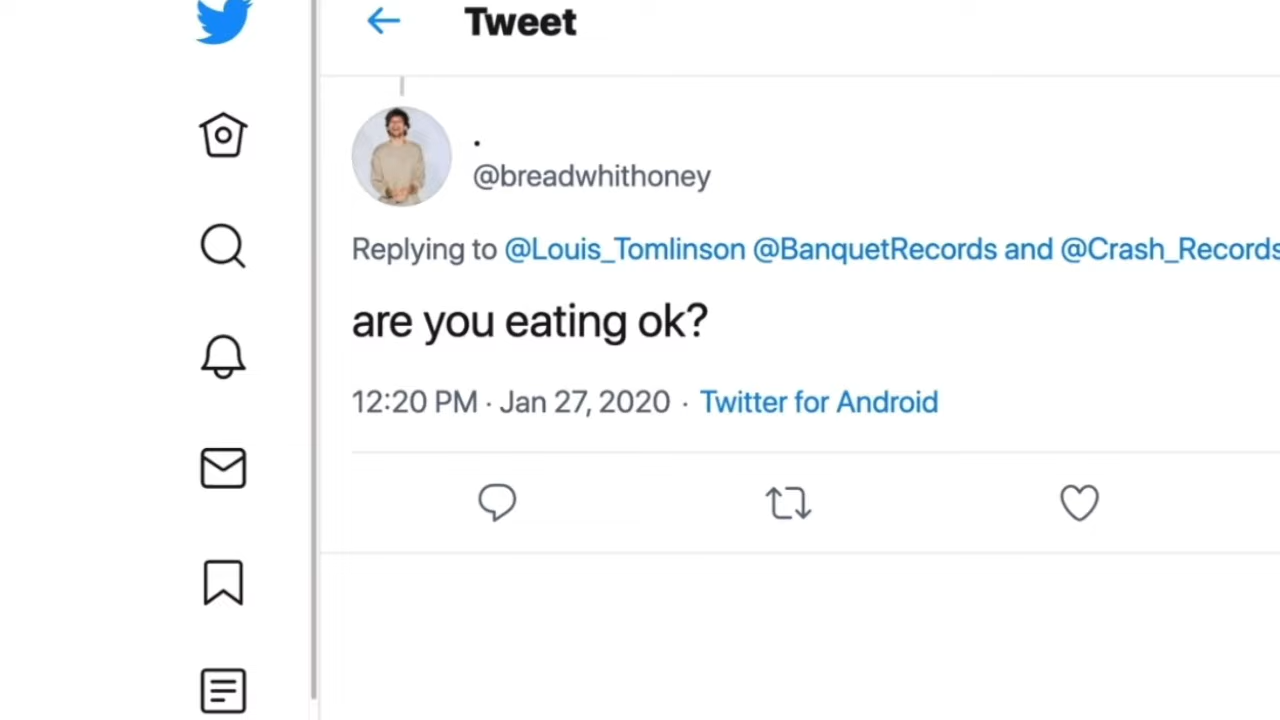 Tweet
.
@breadwhithoney
Replying to @Louis_Tomlinson @BanquetRecords and @Crash_Records
are you eating ok?
12:20 PM · Jan 27, 2020 · Twitter for Android